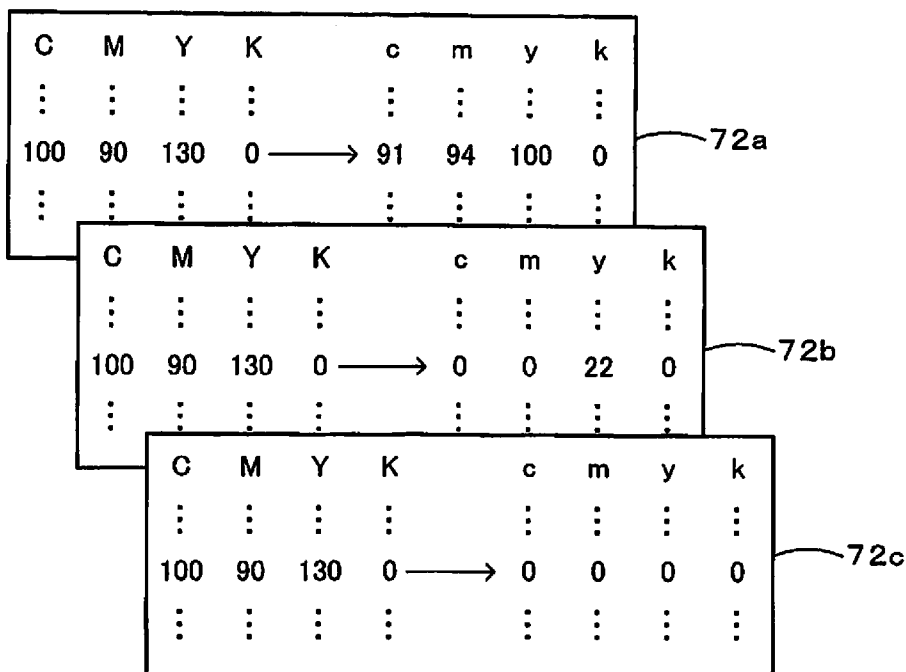 C M Y K c m y k
⋮ ⋮ ⋮ ⋮ ⋮ ⋮ ⋮ ⋮
100 90 130 0 → 91 94 100 0
⋮ ⋮ ⋮ ⋮ ⋮ ⋮ ⋮ ⋮
72a
C M Y K c m y k
⋮ ⋮ ⋮ ⋮ ⋮ ⋮ ⋮ ⋮
100 90 130 0 → 0 0 22 0
⋮ ⋮ ⋮ ⋮ ⋮ ⋮ ⋮ ⋮
72b
C M Y K c m y k
⋮ ⋮ ⋮ ⋮ ⋮ ⋮ ⋮ ⋮
100 90 130 0 → 0 0 0 0
⋮ ⋮ ⋮ ⋮ ⋮ ⋮ ⋮ ⋮
72c